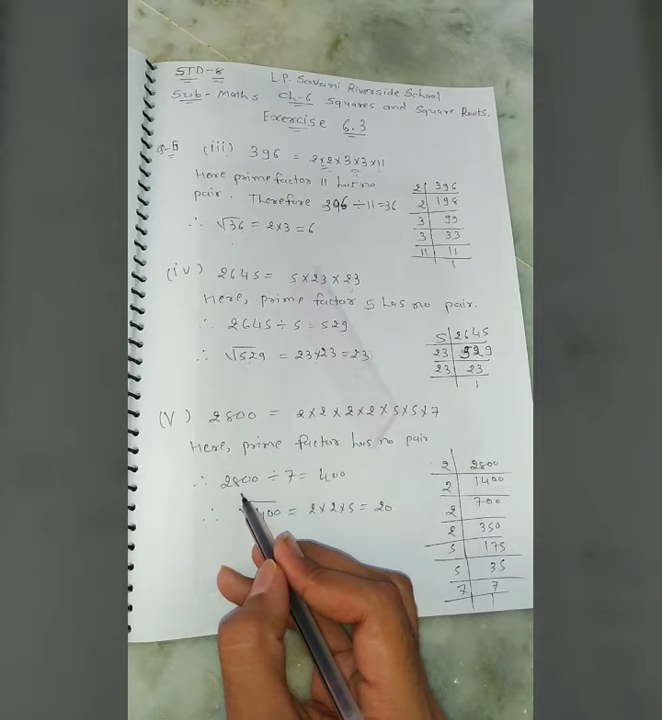 STD-8
L.P. Savani Riverside School
Sub - Maths Ch-6 Squares and Square Roots.
Exercise 6.3
Q-6 (iii) 396 = 2×2×3×3×11
Here prime factor 11 has no
pair. Therefore 396 ÷ 11 = 36
∴ √36 = 2×3 = 6
2 | 396
2 | 198
3 | 99
3 | 33
11 | 11
1
(iv) 2645 = 5×23×23
Here, prime factor 5 has no pair.
∴ 2645 ÷ 5 = 529
∴ √529 = 23×23 = 23
5 | 2645
23 | 529
23 | 23
1
(V) 2800 = 2×2×2×2×5×5×7
Here, prime factor has no pair
∴ 2800 ÷ 7 = 400
∴ √400 = 2×2×5 = 20
2 | 2800
2 | 1400
2 | 700
2 | 350
5 | 175
5 | 35
7 | 7
1